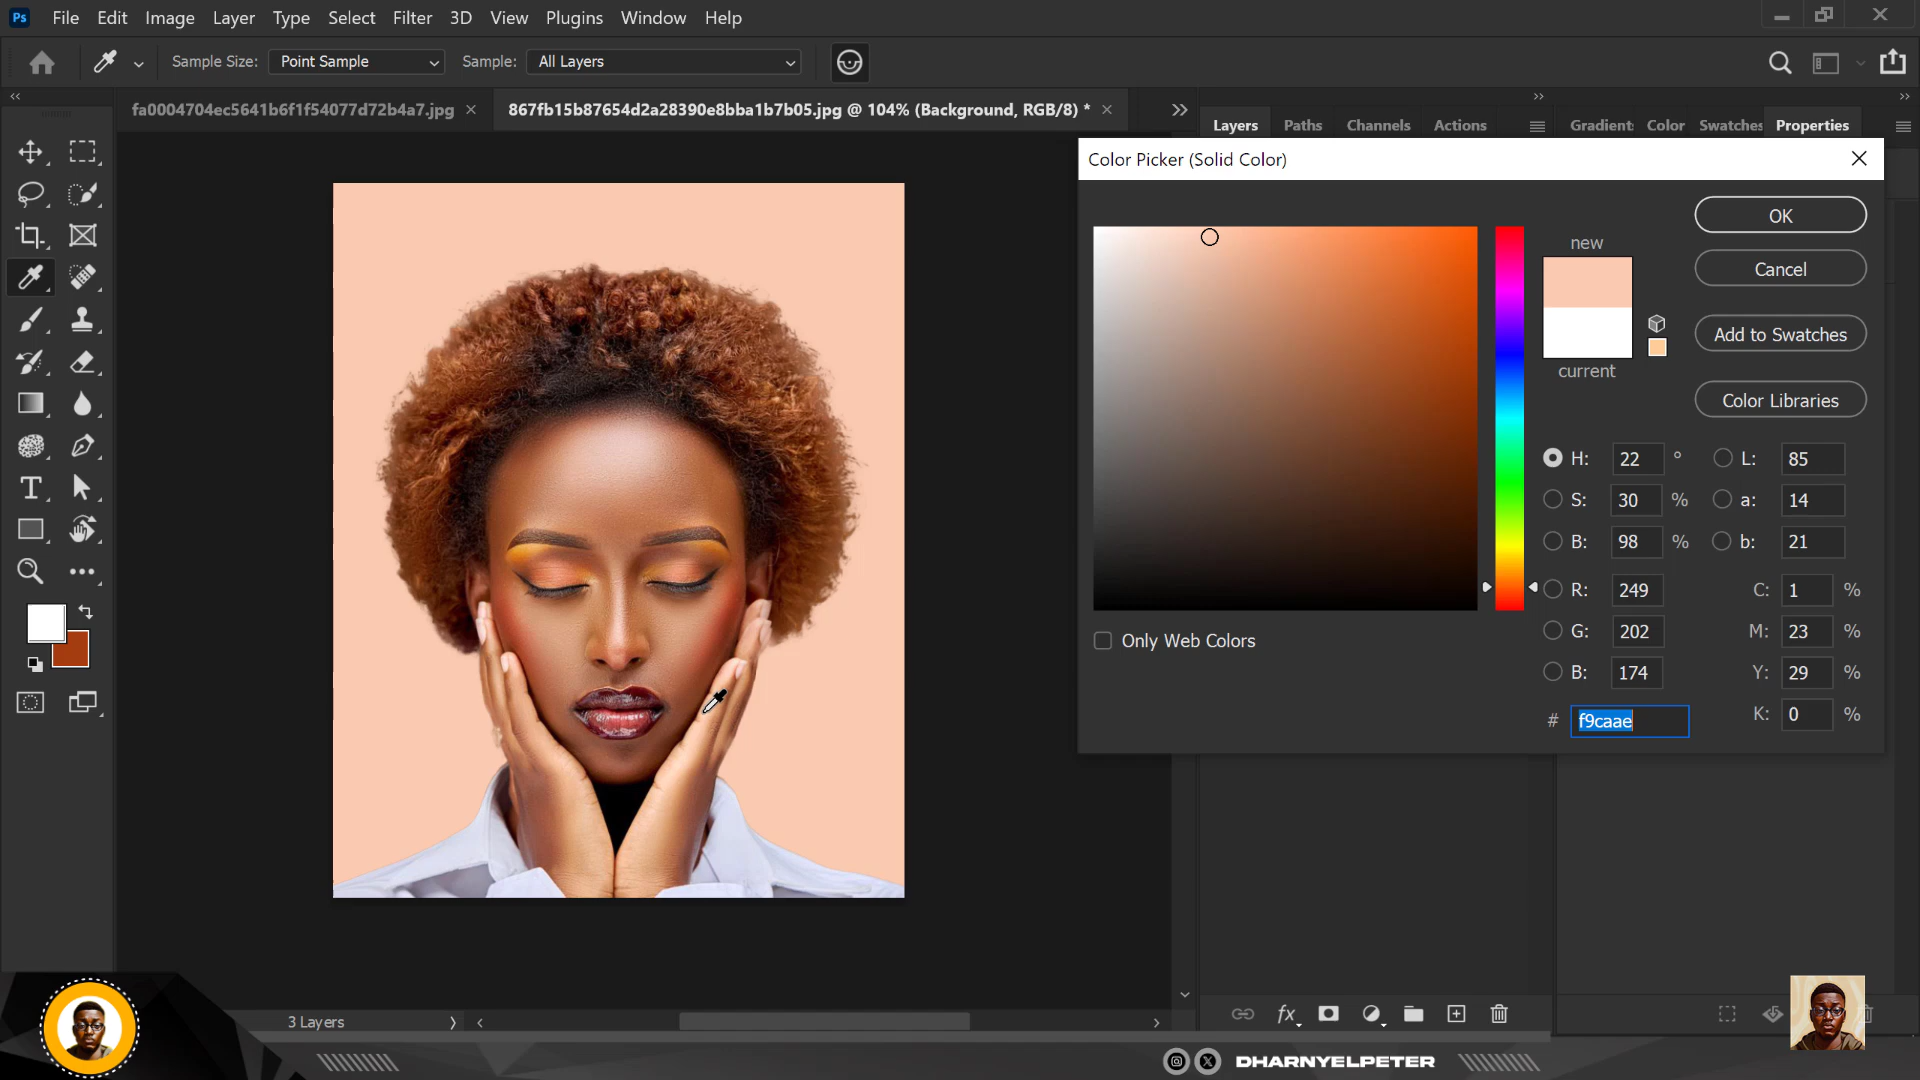 Ps File Edit Image Layer Type Select Filter 3D View Plugins Window Help
Sample Size: Point Sample Sample: All Layers
fa0004704ec5641b6f1f54077d72b4a7.jpg × 867fb15b87654d2a28390e8bba1b7b05.jpg @ 104% (Background, RGB/8) * ×
Layers Paths Channels Actions
Gradient Color Swatches Properties
Color Picker (Solid Color)
OK
new
Cancel
Add to Swatches
current
Color Libraries
H: 22 ° L: 85
S: 30 % a: 14
B: 98 % b: 21
R: 249 C: 1 %
G: 202 M: 23 %
B: 174 Y: 29 %
# f9caae K: 0 %
Only Web Colors
T
3 Layers
fx
DHARNYELPETER